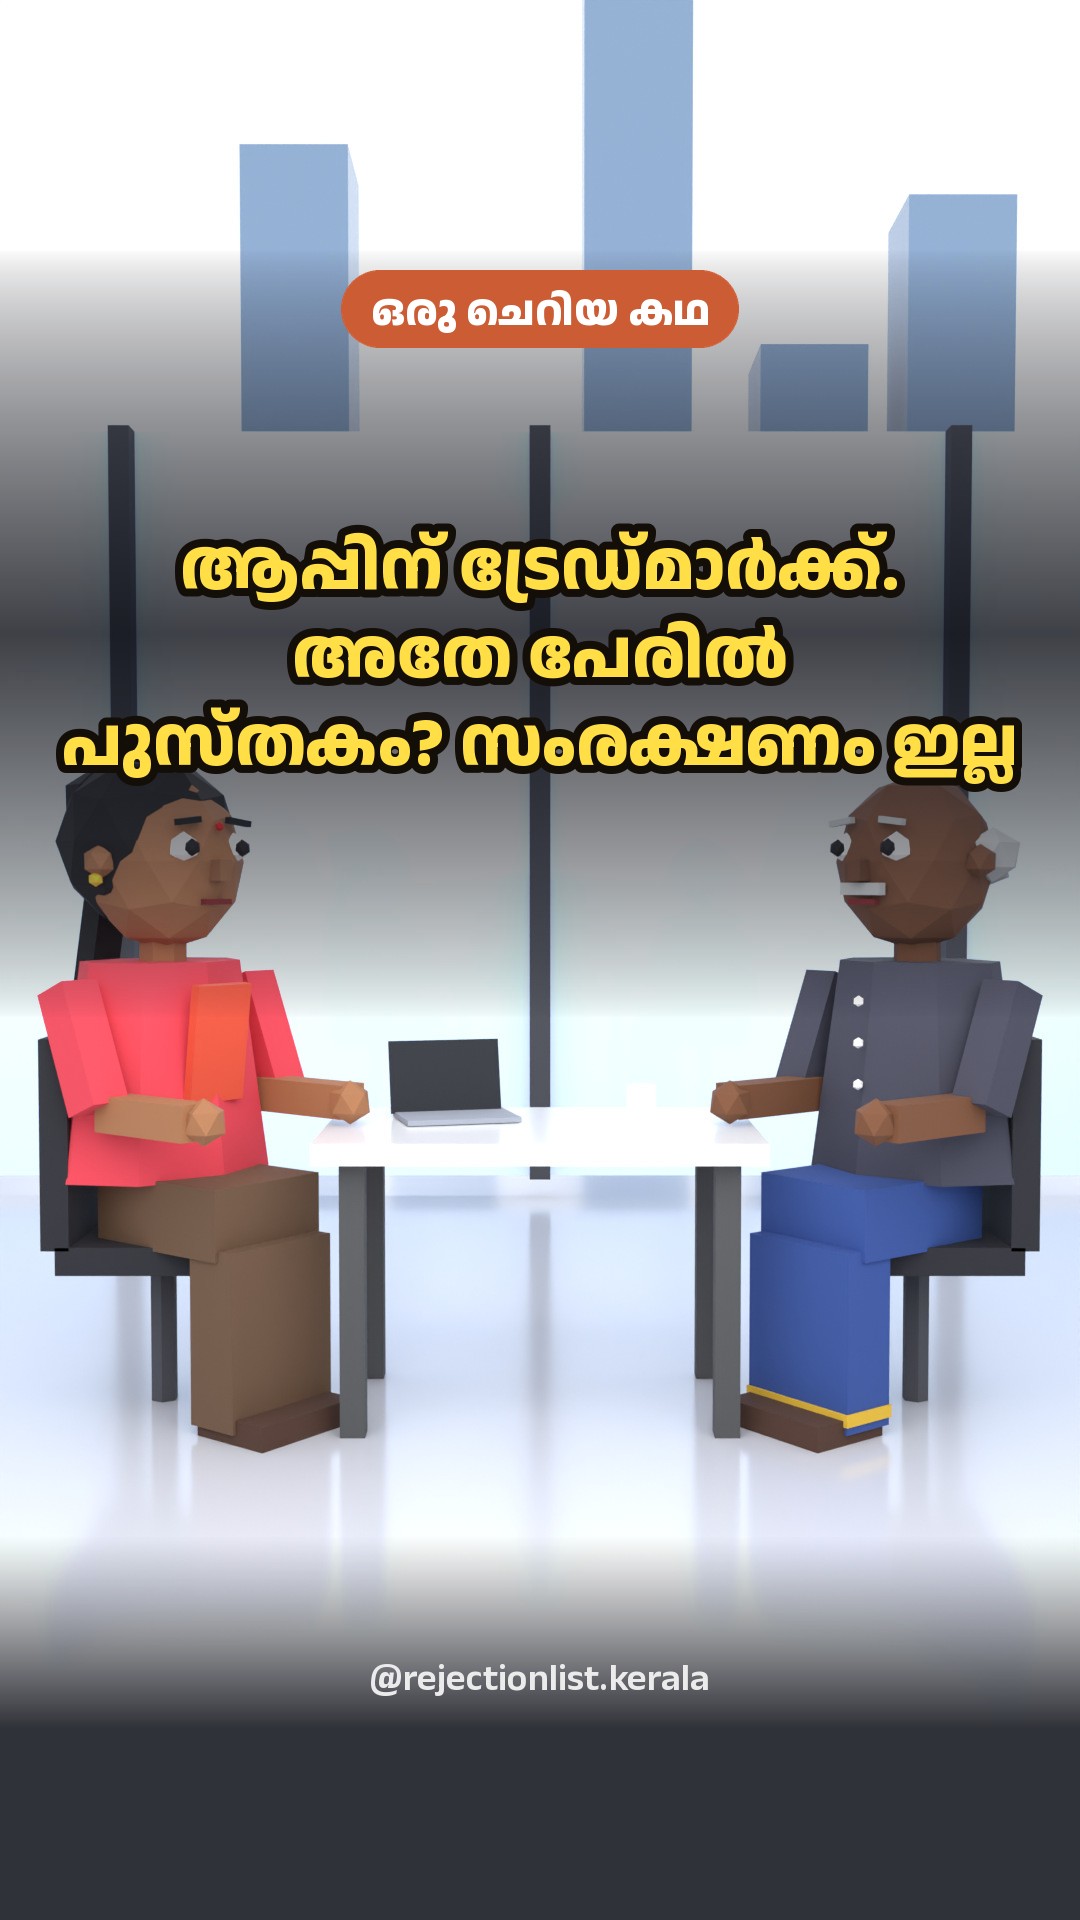 ഒരു ചെറിയ കഥ
ആപ്പിന് ട്രേഡ്മാർക്ക്.
അതേ പേരിൽ
പുസ്തകം? സംരക്ഷണം ഇല്ല
@rejectionlist.kerala